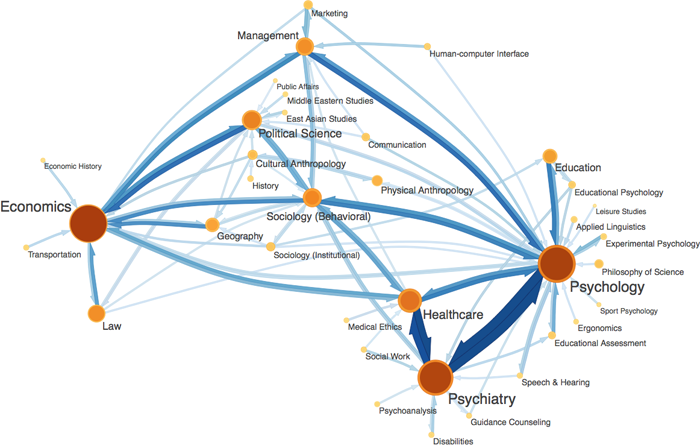 Marketing
Management
Human-computer Interface
Public Affairs
Middle Eastern Studies
East Asian Studies
Political Science
Communication
Cultural Anthropology
Education
Economic History
History
Physical Anthropology
Educational Psychology
Economics
Leisure Studies
Sociology (Behavioral)
Applied Linguistics
Geography
Experimental Psychology
Transportation
Sociology (Institutional)
Philosophy of Science
Psychology
Sport Psychology
Healthcare
Law
Medical Ethics
Ergonomics
Educational Assessment
Social Work
Speech & Hearing
Psychiatry
Psychoanalysis
Guidance Counseling
Disabilities